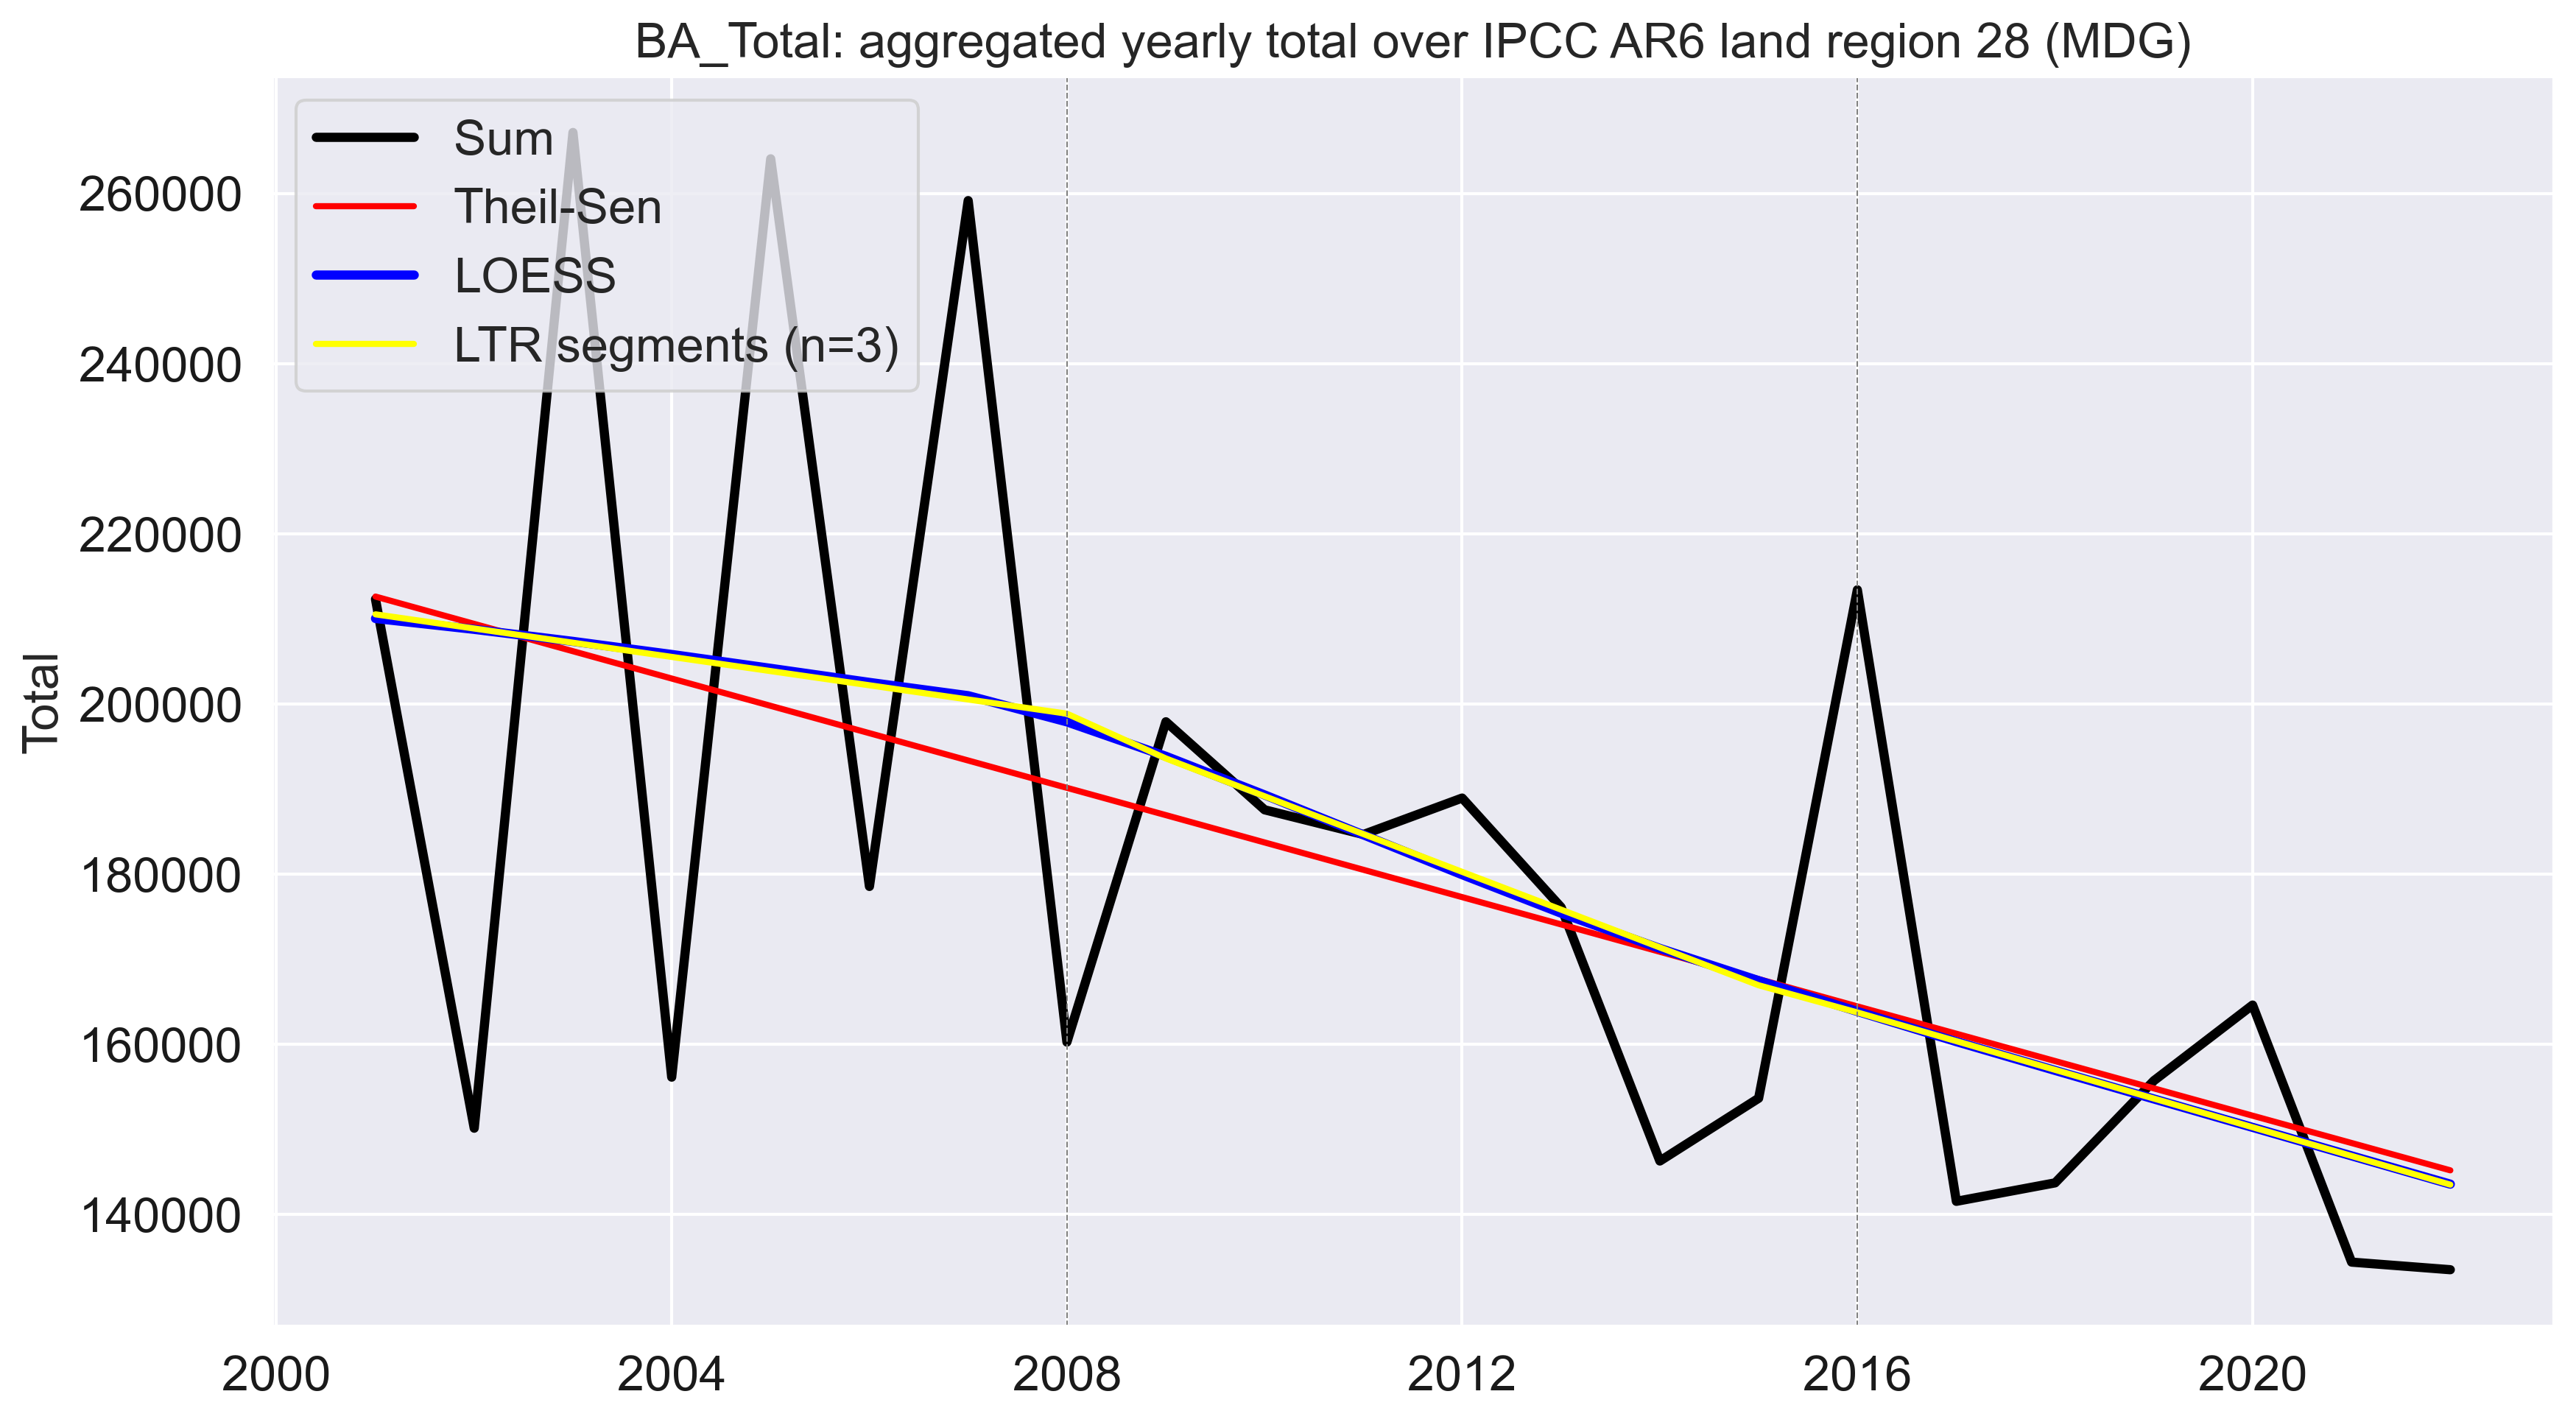 BA_Total: aggregated yearly total over IPCC AR6 land region 28 (MDG)
Sum
Theil-Sen
LOESS
LTR segments (n=3)
Total
260000
240000
220000
200000
180000
160000
140000
2000
2004
2008
2012
2016
2020